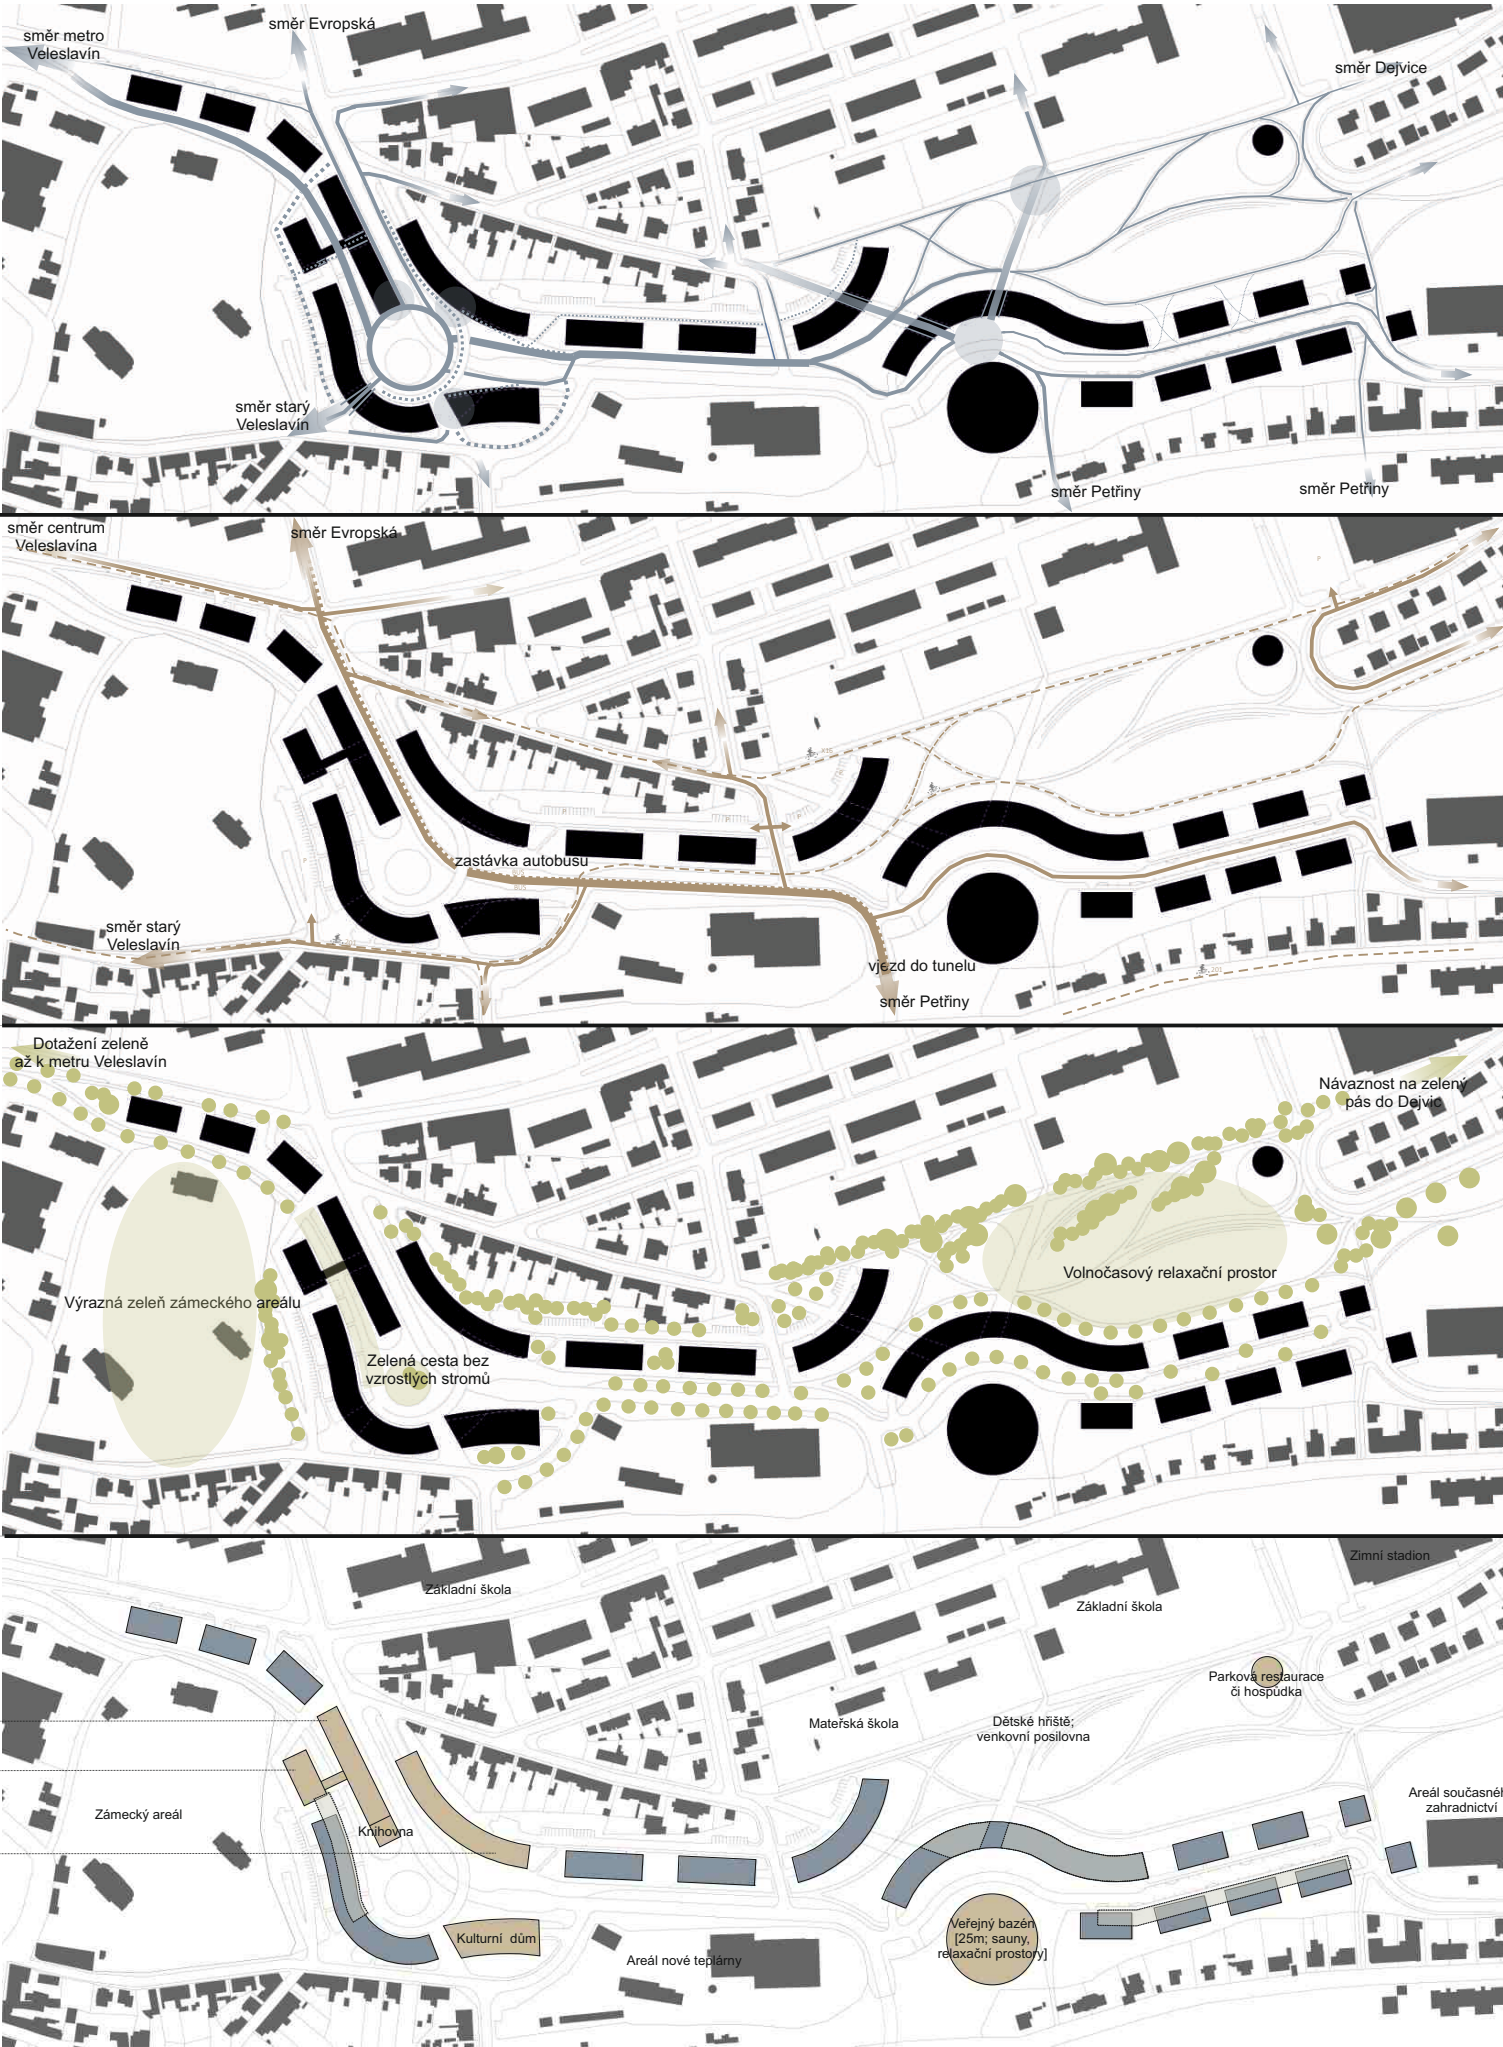 směr Evropská
směr metro
Veleslavín
směr Dejvice
směr starý
Veleslavín
směr Petřiny
směr Petřiny
směr centrum
Veleslavína
směr Evropská
zastávka autobusu
BUS
BUS
směr starý
Veleslavín
vjezd do tunelu
směr Petřiny
Dotažení zeleně
až k metru Veleslavín
Návaznost na zelený
pás do Dejvic
Výrazná zeleň zámeckého areálu
Volnočasový relaxační prostor
Zelená cesta bez
vzrostlých stromů
Zimní stadion
Základní škola
Základní škola
Parková restaurace
či hospůdka
Mateřská škola
Dětské hřiště;
venkovní posilovna
Areál současnéh
zahradnictví
Zámecký areál
Knihovna
Kulturní dům
Veřejný bazén
[25m; sauny,
relaxační prostory]
Areál nové teplárny